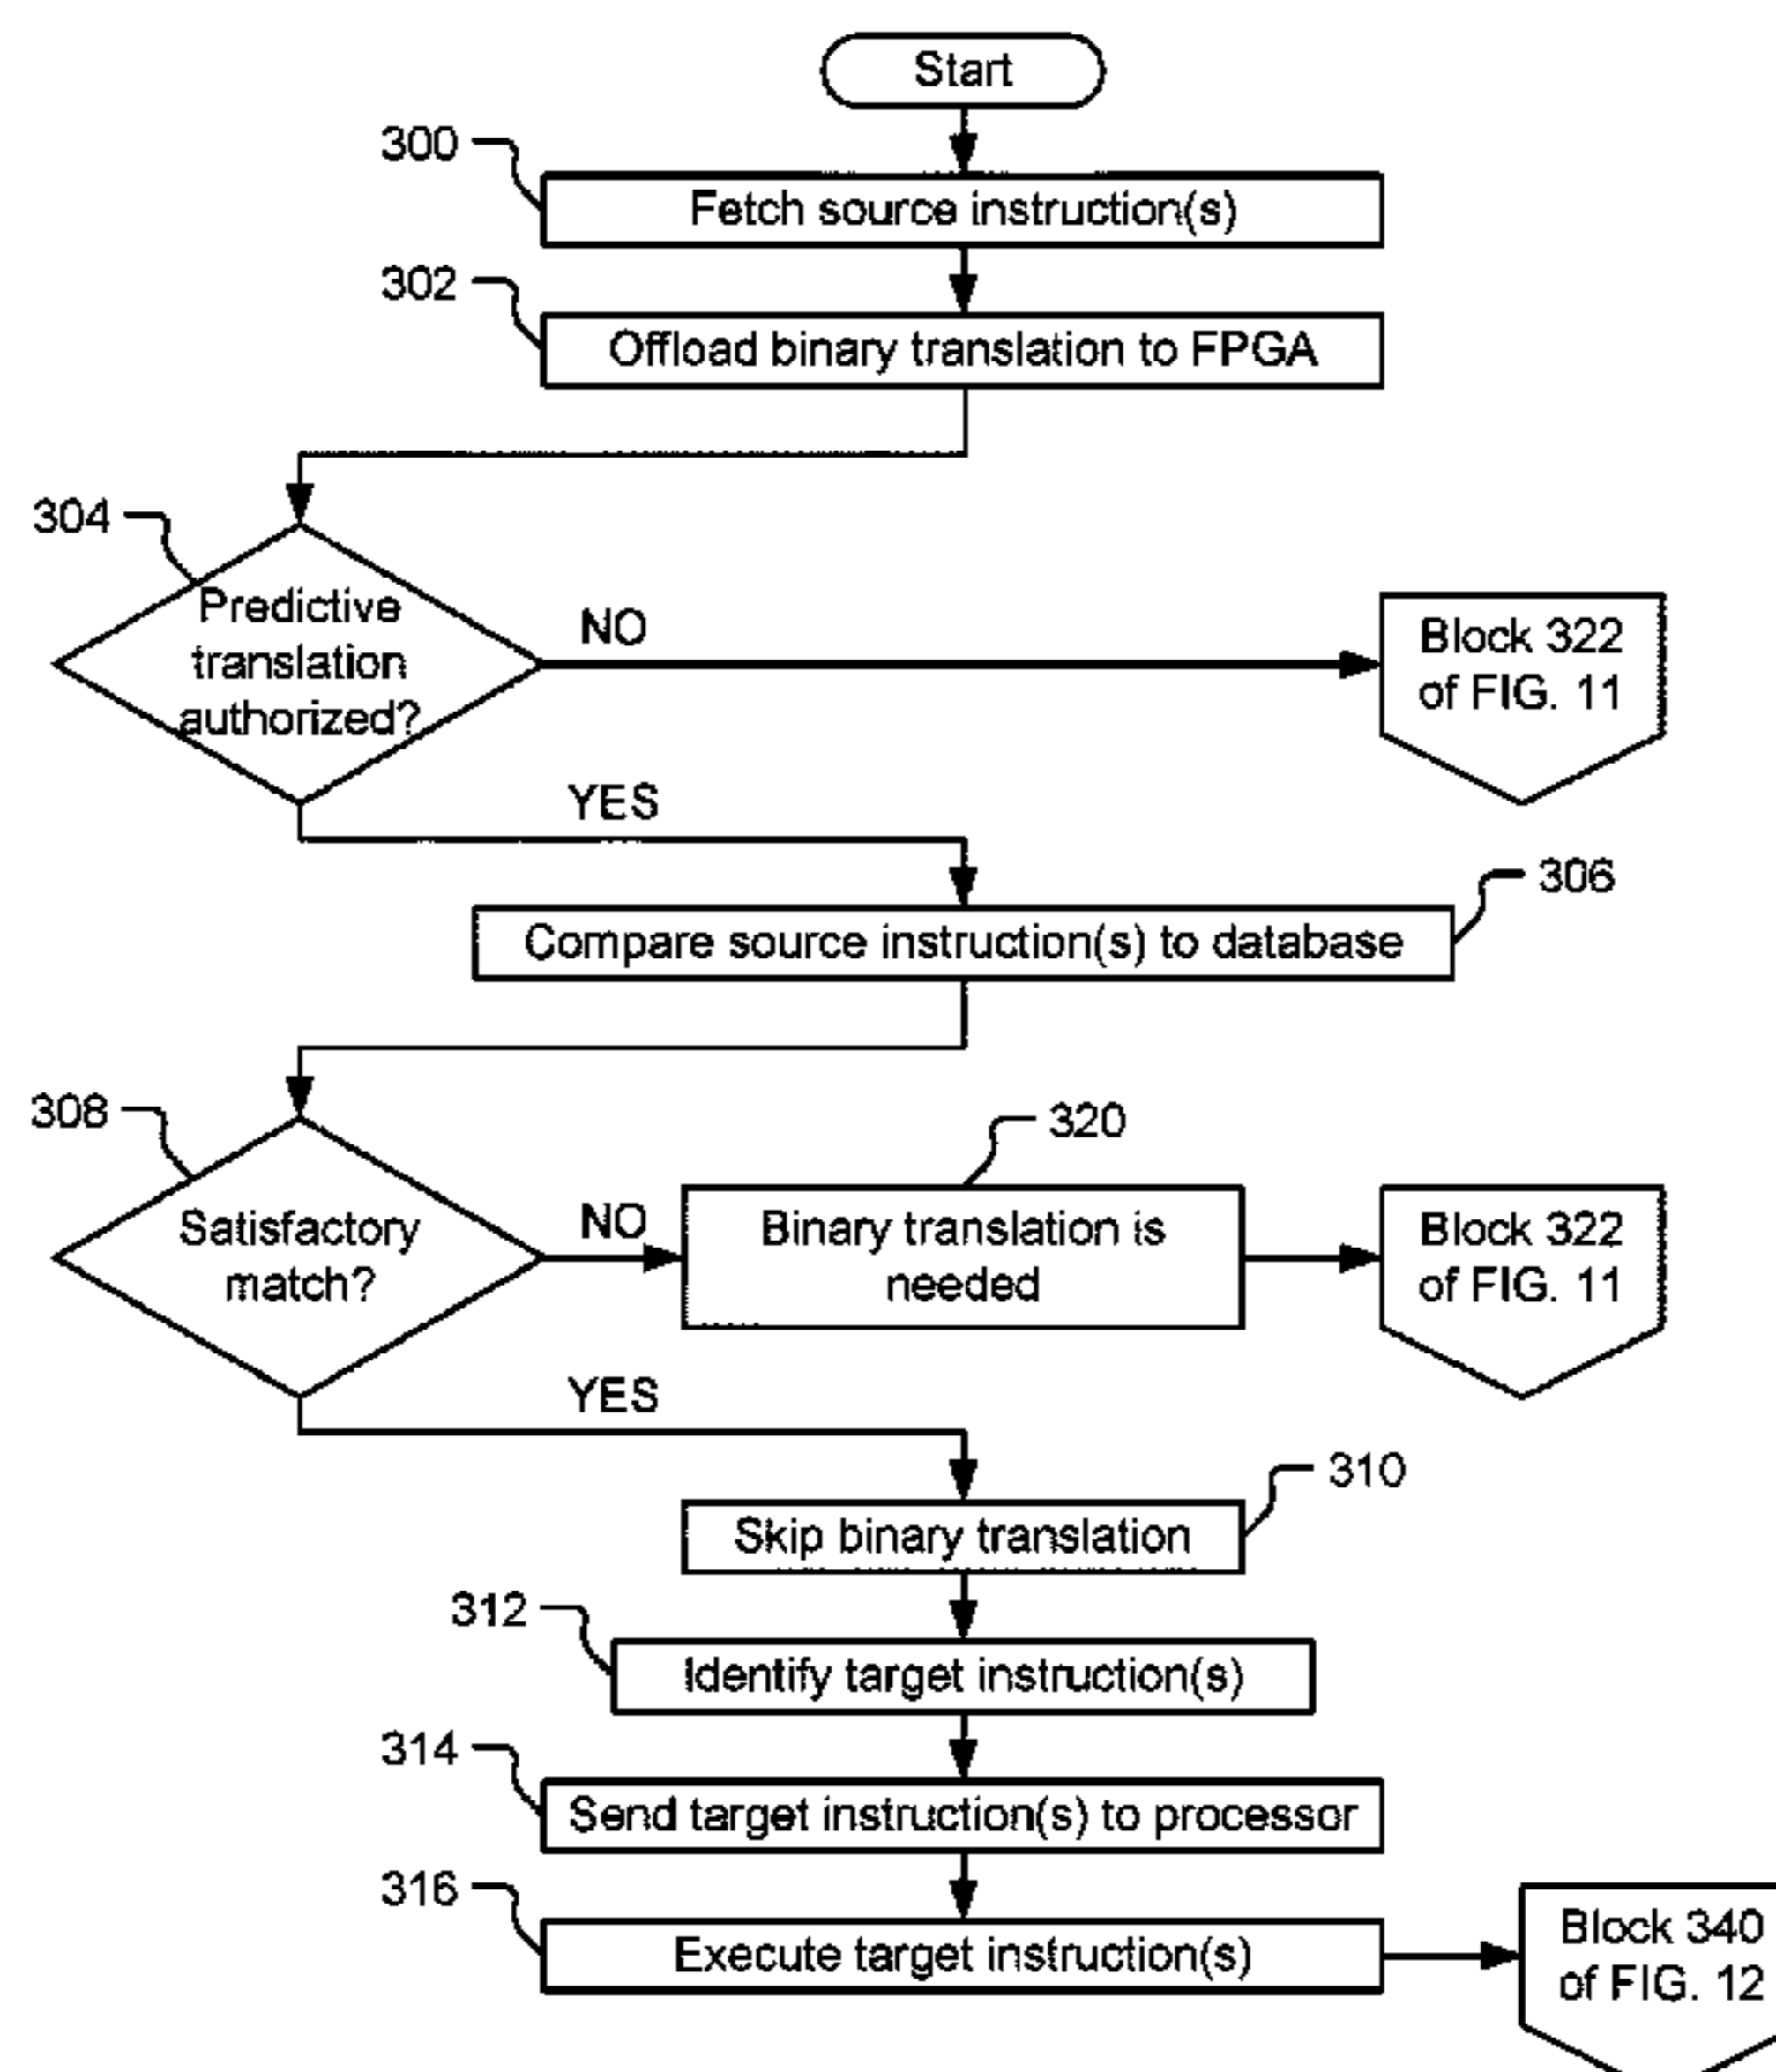 Start
300
Fetch source instruction(s)
302
Offload binary translation to FPGA
304
Predictive
translation
authorized?
NO
Block 322
of FIG. 11
YES
306
Compare source instruction(s) to database
308
Satisfactory
match?
NO
320
Binary translation is
needed
Block 322
of FIG. 11
YES
310
Skip binary translation
312
Identify target instruction(s)
314
Send target instruction(s) to processor
316
Execute target instruction(s)
Block 340
of FIG. 12